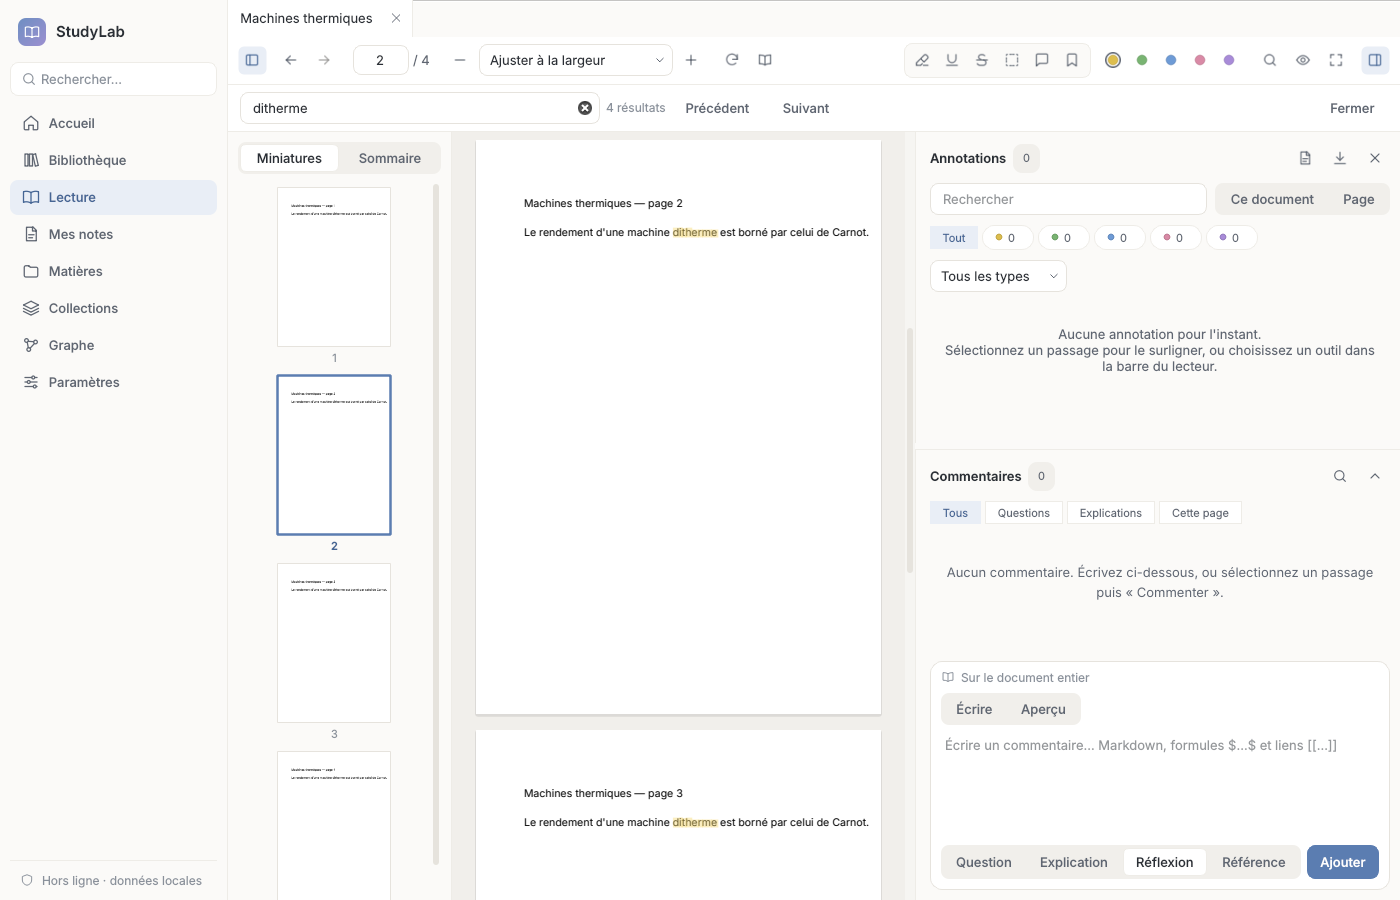 StudyLab
Rechercher...
Accueil
Bibliothèque
Lecture
Mes notes
Matières
Collections
Graphe
Paramètres
Hors ligne · données locales
Machines thermiques
2 / 4
Ajuster à la largeur
ditherme
4 résultats
Précédent
Suivant
Fermer
Miniatures
Sommaire
1
2
3
Machines thermiques — page 2
Le rendement d'une machine ditherme est borné par celui de Carnot.
Machines thermiques — page 3
Le rendement d'une machine ditherme est borné par celui de Carnot.
Annotations 0
Rechercher
Ce document
Page
Tout
0
0
0
0
0
Tous les types
Aucune annotation pour l'instant.
Sélectionnez un passage pour le surligner, ou choisissez un outil dans
la barre du lecteur.
Commentaires 0
Tous
Questions
Explications
Cette page
Aucun commentaire. Écrivez ci-dessous, ou sélectionnez un passage
puis « Commenter ».
Sur le document entier
Écrire
Aperçu
Écrire un commentaire... Markdown, formules $...$ et liens [[...]]
Question
Explication
Réflexion
Référence
Ajouter